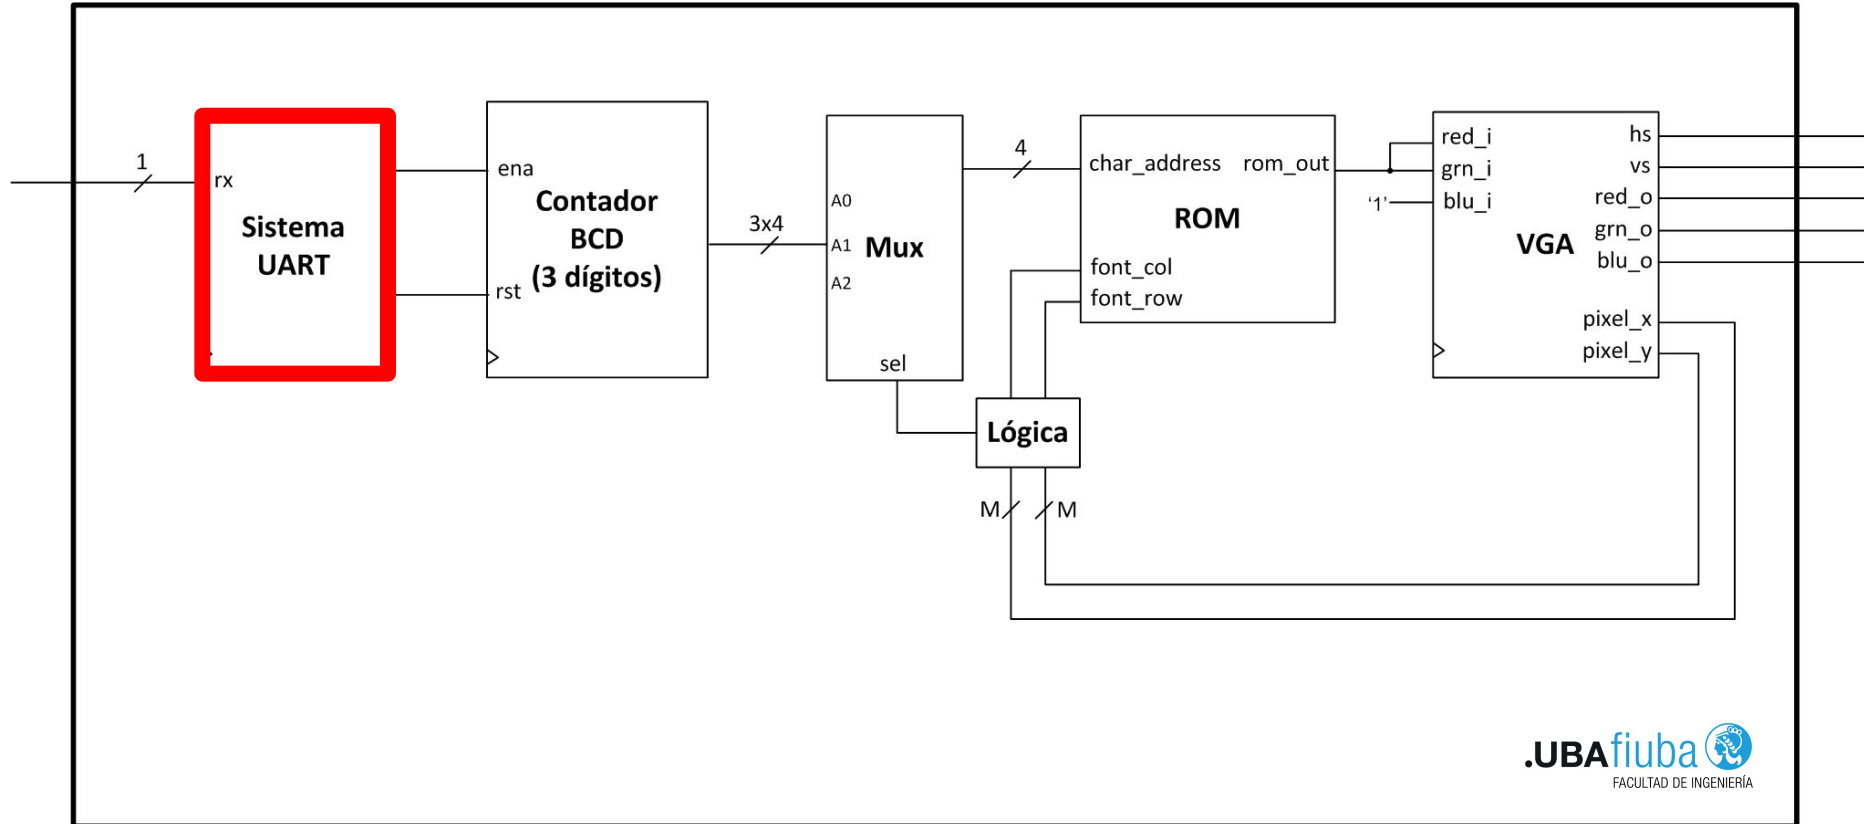 1
rx
Sistema
UART
ena
Contador
BCD
(3 dígitos)
rst
3x4
A0
A1
A2
Mux
sel
4
char_address
rom_out
ROM
font_col
font_row
Lógica
M
M
red_i
grn_i
'1'
blu_i
VGA
hs
vs
red_o
grn_o
blu_o
pixel_x
pixel_y
.UBAfiuba
FACULTAD DE INGENIERÍA